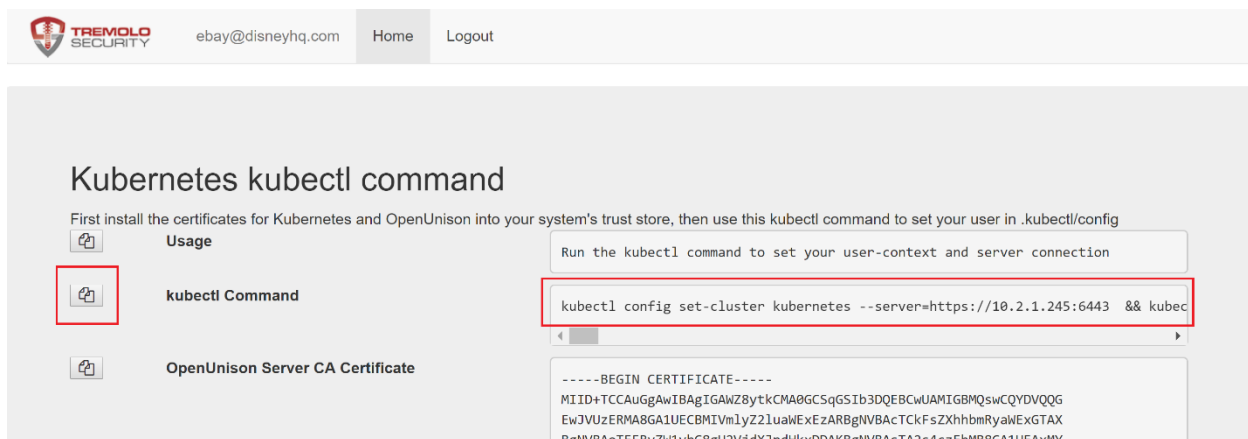 TREMOLO
SECURITY
ebay@disneyhq.com
Home
Logout
Kubernetes kubectl command
First install the certificates for Kubernetes and OpenUnison into your system's trust store, then use this kubectl command to set your user in .kubectl/config
Usage
Run the kubectl command to set your user-context and server connection
kubectl Command
kubectl config set-cluster kubernetes --server=https://10.2.1.245:6443 && kubec
OpenUnison Server CA Certificate
-----BEGIN CERTIFICATE-----
MIID+TCCAuGgAwIBAgIGAWZ8ytkCMA0GCSqGSIb3DQEBCwUAMIGBMQswCQYDVQQG
EwJVUzERMA8GA1UECBMIVmlyZ2luaWExEzARBgNVBAcTCkFsZXhhbmRyaWExGTAX